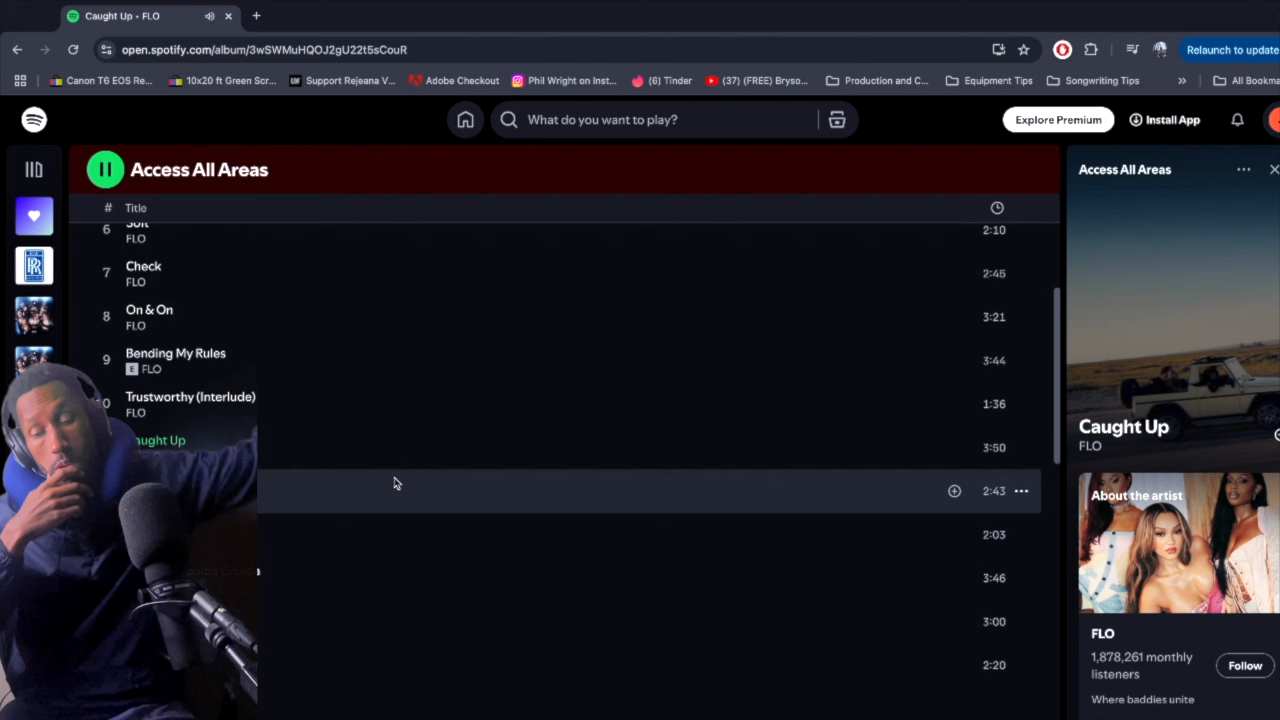 Caught Up • FLO
open.spotify.com/album/3wSWMuHQOJ2gU22t5sCouR
Relaunch to update
Canon T6 EOS Re...
10x20 ft Green Scr...
Support Rejeana V...
Adobe Checkout
Phil Wright on Inst...
(6) Tinder
(37) (FREE) Bryso...
Production and C...
Equipment Tips
Songwriting Tips
All Bookma
What do you want to play?
Explore Premium
Install App
Access All Areas
# Title
6 Soft 2:10
FLO
7 Check 2:45
FLO
8 On & On 3:21
FLO
9 Bending My Rules 3:44
E FLO
10 Trustworthy (Interlude) 1:36
FLO
aught Up 3:50
2:43
2:03
3:46
3:00
2:20
Access All Areas
Caught Up
FLO
About the artist
FLO
1,878,261 monthly
listeners
Follow
Where baddies unite